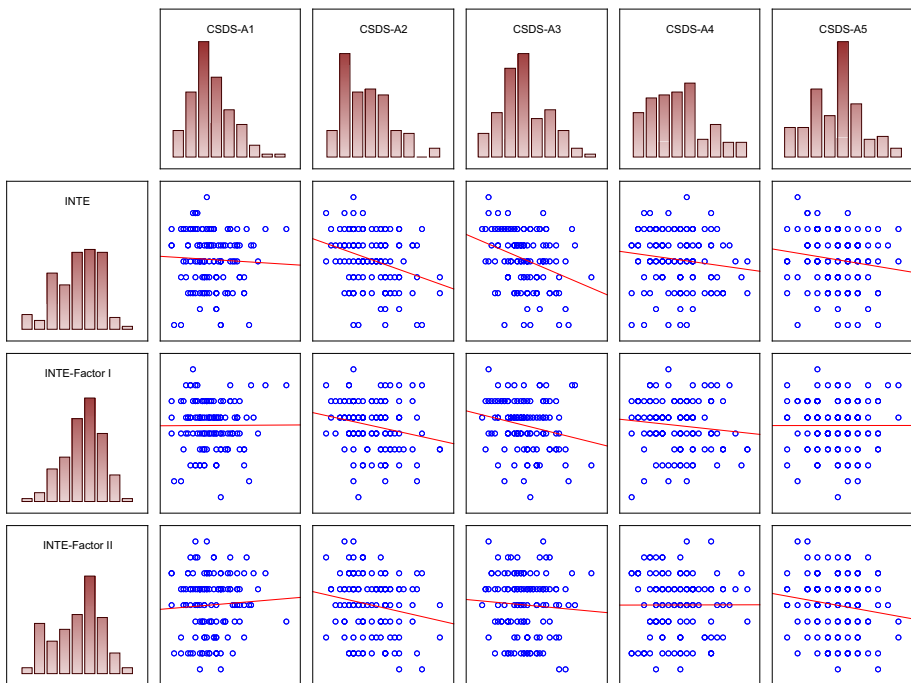 CSDS-A1
CSDS-A2
CSDS-A3
CSDS-A4
CSDS-A5
INTE
INTE-Factor I
INTE-Factor II